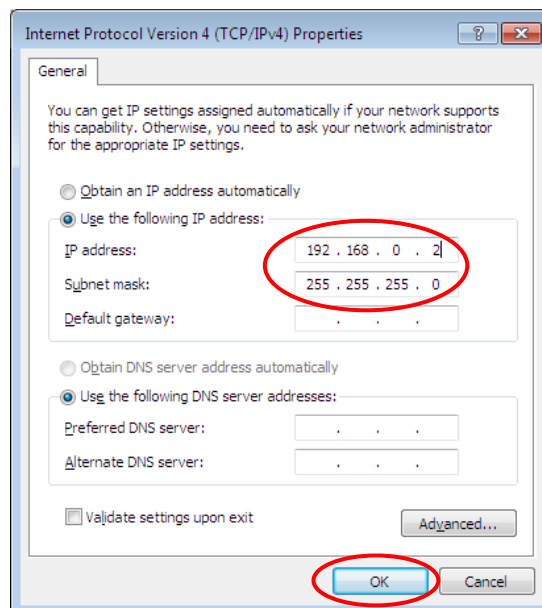 Internet Protocol Version 4 (TCP/IPv4) Properties
General
You can get IP settings assigned automatically if your network supports
this capability. Otherwise, you need to ask your network administrator
for the appropriate IP settings.
Obtain an IP address automatically
Use the following IP address:
IP address: 192 . 168 . 0 . 2
Subnet mask: 255 . 255 . 255 . 0
Default gateway: . . .
Obtain DNS server address automatically
Use the following DNS server addresses:
Preferred DNS server: . . .
Alternate DNS server: . . .
Validate settings upon exit
Advanced...
OK Cancel